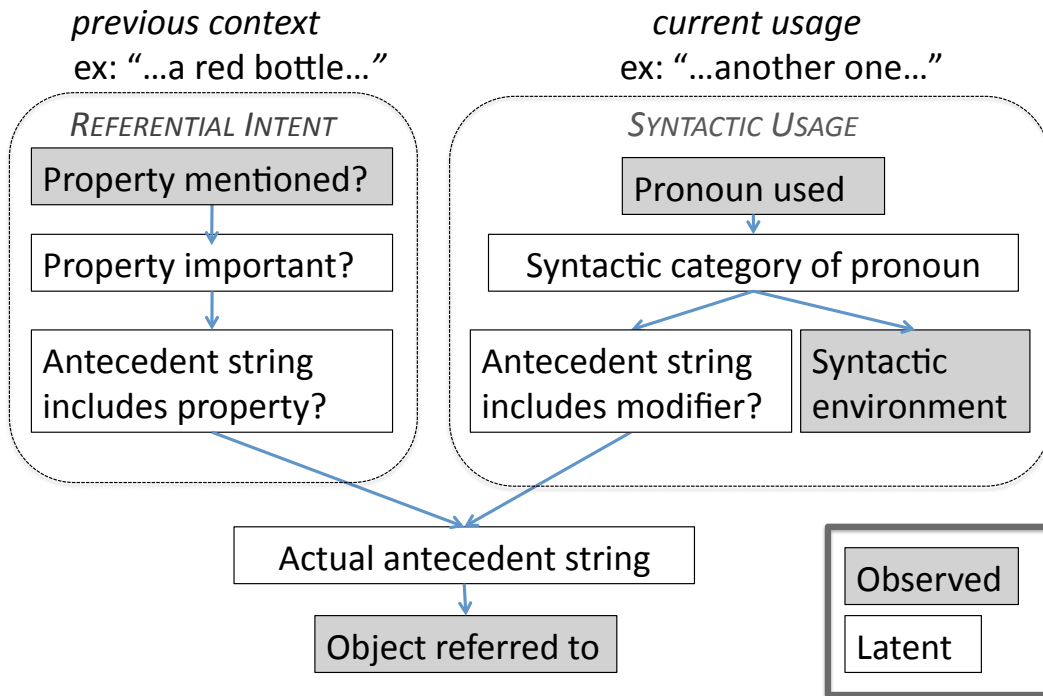 previous context
ex: “…a red bottle…”
REFERENTIAL INTENT
Property mentioned?
Property important?
Antecedent string
includes property?
current usage
ex: “…another one…”
SYNTACTIC USAGE
Pronoun used
Syntactic category of pronoun
Antecedent string
includes modifier?
Syntactic
environment
Actual antecedent string
Object referred to
Observed
Latent